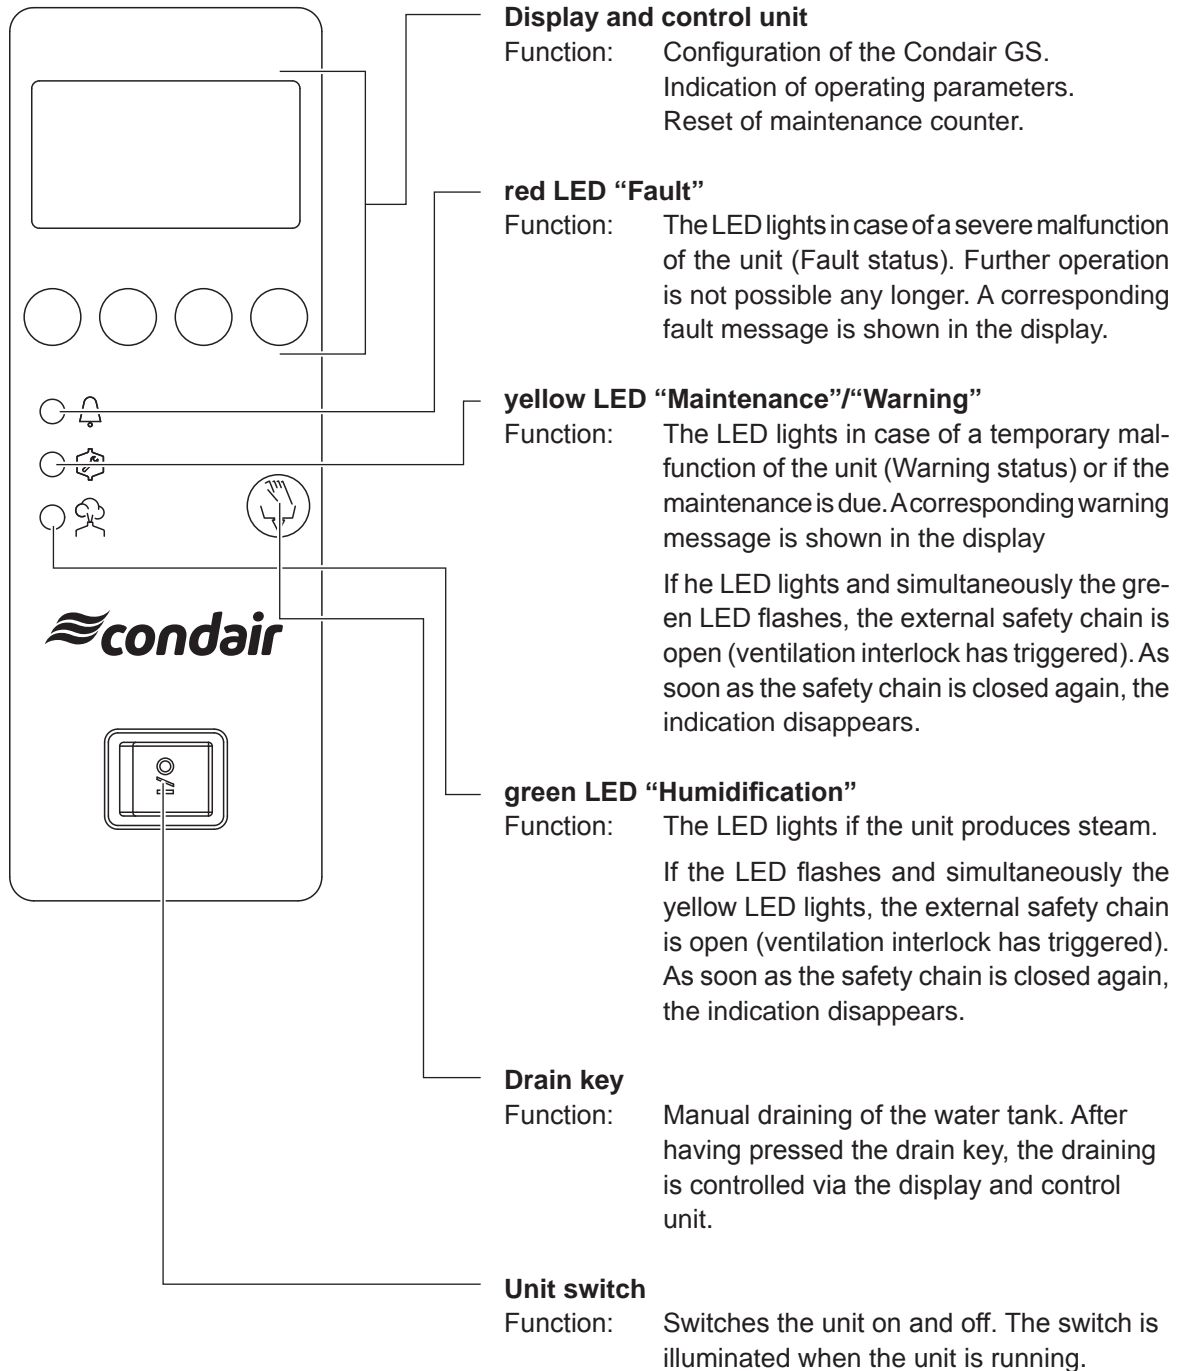 Display and control unit
Function: Configuration of the Condair GS.
Indication of operating parameters.
Reset of maintenance counter.
red LED “Fault”
Function: The LED lights in case of a severe malfunction
of the unit (Fault status). Further operation
is not possible any longer. A corresponding
fault message is shown in the display.
yellow LED “Maintenance”/“Warning”
Function: The LED lights in case of a temporary mal-
function of the unit (Warning status) or if the
maintenance is due. A corresponding warning
message is shown in the display
If he LED lights and simultaneously the gre-
en LED flashes, the external safety chain is
open (ventilation interlock has triggered). As
soon as the safety chain is closed again, the
indication disappears.
condair
green LED “Humidification”
Function: The LED lights if the unit produces steam.
If the LED flashes and simultaneously the
yellow LED lights, the external safety chain
is open (ventilation interlock has triggered).
As soon as the safety chain is closed again,
the indication disappears.
Drain key
Function: Manual draining of the water tank. After
having pressed the drain key, the draining
is controlled via the display and control
unit.
Unit switch
Function: Switches the unit on and off. The switch is
illuminated when the unit is running.